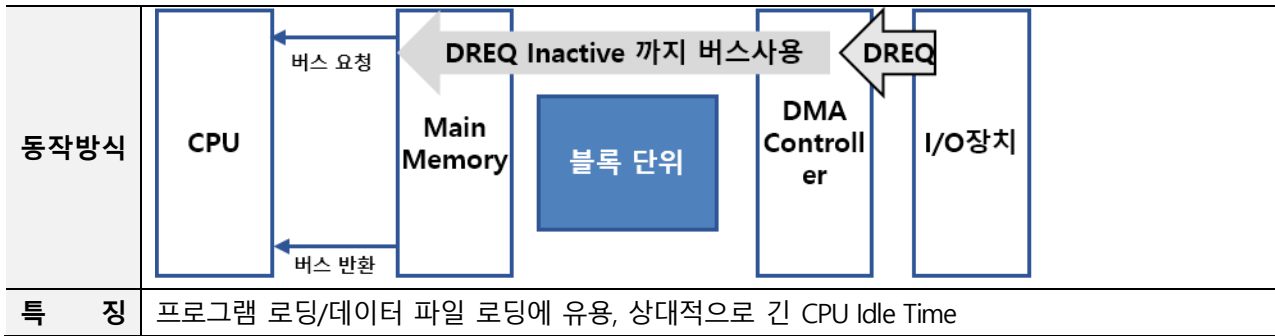 동작방식
CPU
버스 요청
버스 반환
Main
Memory
DREQ Inactive 까지 버스사용
블록 단위
DMA
Controll
er
DREQ
I/O장치
특 징
프로그램 로딩/데이터 파일 로딩에 유용, 상대적으로 긴 CPU Idle Time